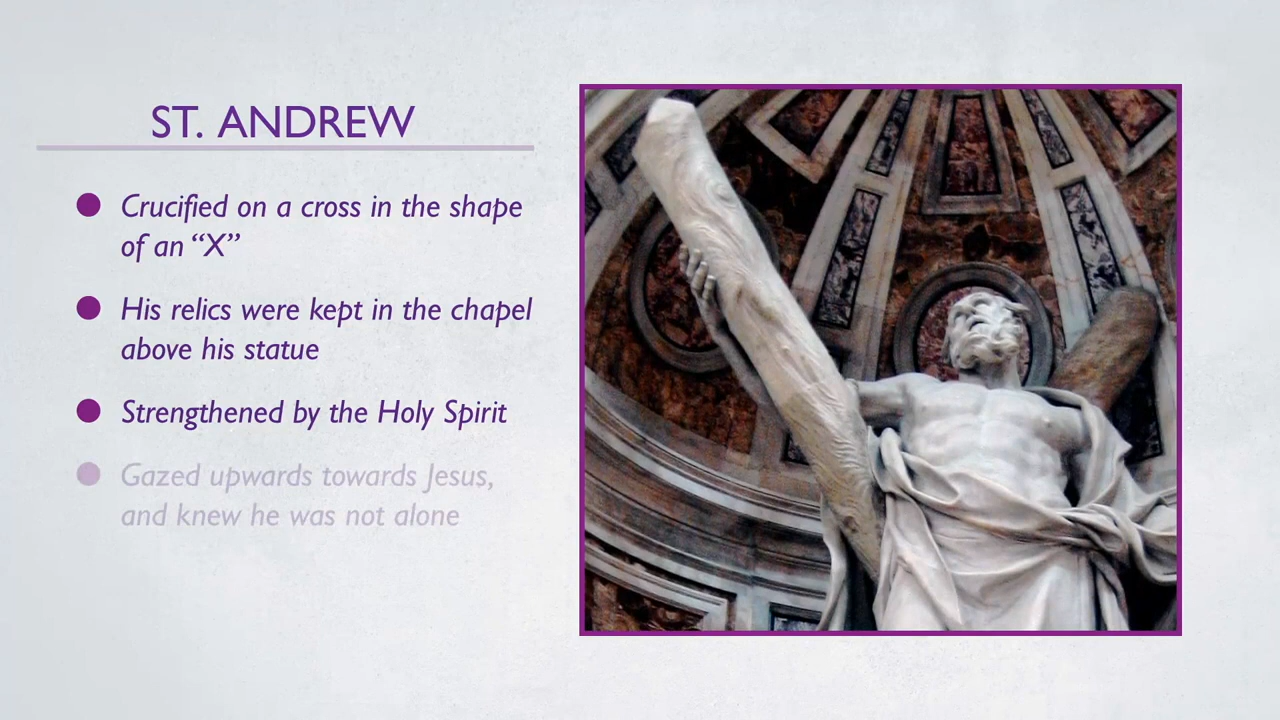 ST. ANDREW
Crucified on a cross in the shape
of an “X”
His relics were kept in the chapel
above his statue
Strengthened by the Holy Spirit
Gazed upwards towards Jesus,
and knew he was not alone